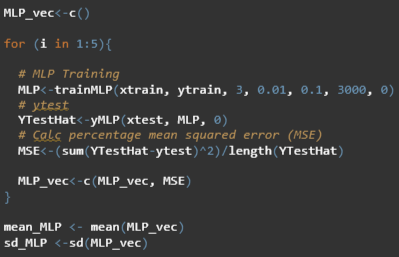 MLP_vec<-c()
for (i in 1:5){
# MLP Training
MLP<-trainMLP(xtrain, ytrain, 3, 0.01, 0.1, 3000, 0)
# ytest
YTestHat<-yMLP(xtest, MLP, 0)
# Calc percentage mean squared error (MSE)
MSE<-(sum(YTestHat-ytest)^2)/length(YTestHat)
MLP_vec<-c(MLP_vec, MSE)
}
mean_MLP <- mean(MLP_vec)
sd_MLP <-sd(MLP_vec)